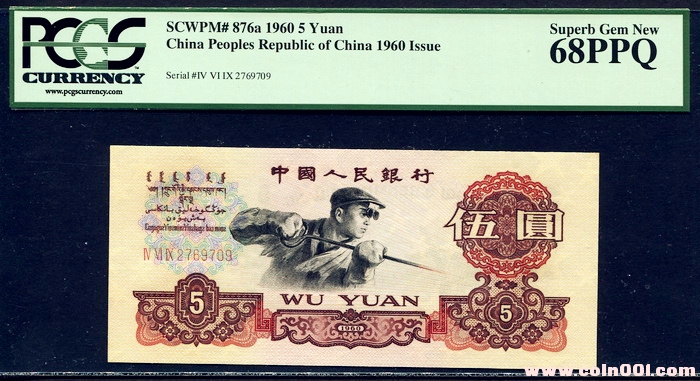 PCGS
CURRENCY
www.pcgscurrency.com
SCWPM# 876a 1960 5 Yuan
China Peoples Republic of China 1960 Issue
Serial #IV VI IX 2769709
Superb Gem New
68PPQ
中國人民銀行
IV VI IX 2769709
伍圓
5
WU YUAN
1960
5
www.coin001.com